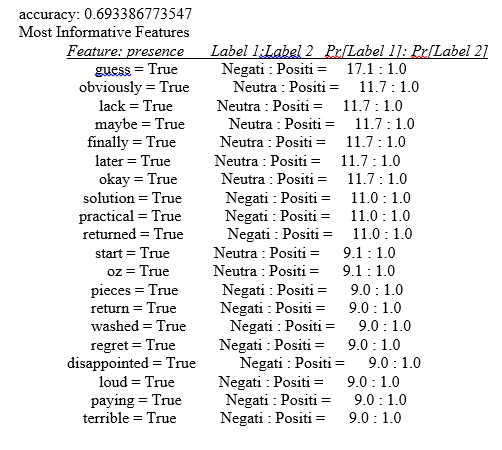 accuracy: 0.693386773547
Most Informative Features
Feature: presence Label 1:Label 2 Pr[Label 1]: Pr[Label 2]
guess = True Negati : Positi = 17.1 : 1.0
obviously = True Neutra : Positi = 11.7 : 1.0
lack = True Neutra : Positi = 11.7 : 1.0
maybe = True Neutra : Positi = 11.7 : 1.0
finally = True Neutra : Positi = 11.7 : 1.0
later = True Neutra : Positi = 11.7 : 1.0
okay = True Neutra : Positi = 11.7 : 1.0
solution = True Negati : Positi = 11.0 : 1.0
practical = True Negati : Positi = 11.0 : 1.0
returned = True Negati : Positi = 11.0 : 1.0
start = True Neutra : Positi = 9.1 : 1.0
oz = True Neutra : Positi = 9.1 : 1.0
pieces = True Negati : Positi = 9.0 : 1.0
return = True Negati : Positi = 9.0 : 1.0
washed = True Negati : Positi = 9.0 : 1.0
regret = True Negati : Positi = 9.0 : 1.0
disappointed = True Negati : Positi = 9.0 : 1.0
loud = True Negati : Positi = 9.0 : 1.0
paying = True Negati : Positi = 9.0 : 1.0
terrible = True Negati : Positi = 9.0 : 1.0